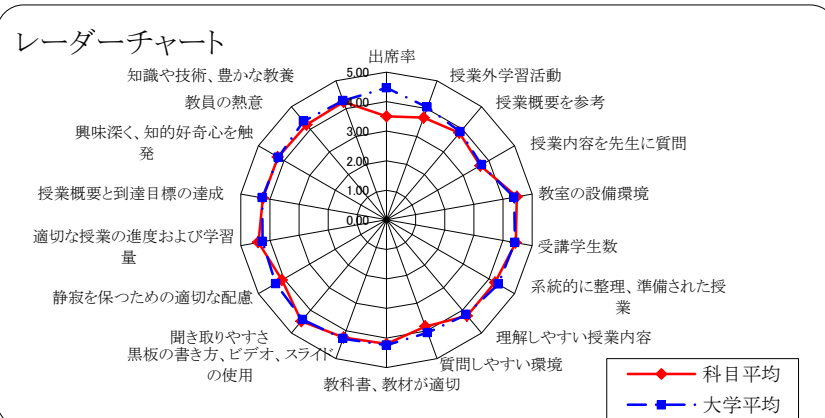 レーダーチャート
出席率
授業外学習活動
授業概要を参考
授業内容を先生に質問
教室の設備環境
受講学生数
系統的に整理、準備された授
業
理解しやすい授業内容
質問しやすい環境
教科書、教材が適切
黒板の書き方、ビデオ、スライド
の使用
聞き取りやすさ
静寂を保つための適切な配慮
適切な授業の進度および学習
量
授業概要と到達目標の達成
興味深く、知的好奇心を触
発
教員の熱意
知識や技術、豊かな教養
5.00
4.00
3.00
2.00
1.00
0.00
科目平均
大学平均